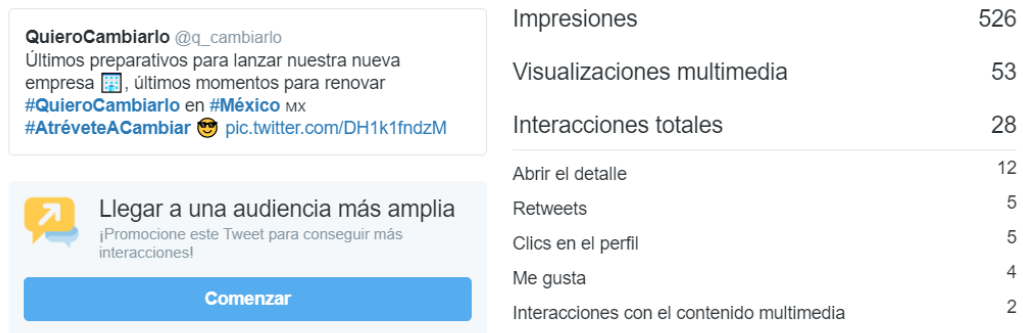 QuieroCambiarlo @q_cambiarlo
Últimos preparativos para lanzar nuestra nueva
empresa 🏢, últimos momentos para renovar
#QuieroCambiarlo en #México MX
#AtréveteACambiar 😎 pic.twitter.com/DH1k1fndzM
Llegar a una audiencia más amplia
¡Promocione este Tweet para conseguir más
interacciones!
Comenzar
Impresiones 526
Visualizaciones multimedia 53
Interacciones totales 28
Abrir el detalle 12
Retweets 5
Clics en el perfil 5
Me gusta 4
Interacciones con el contenido multimedia 2